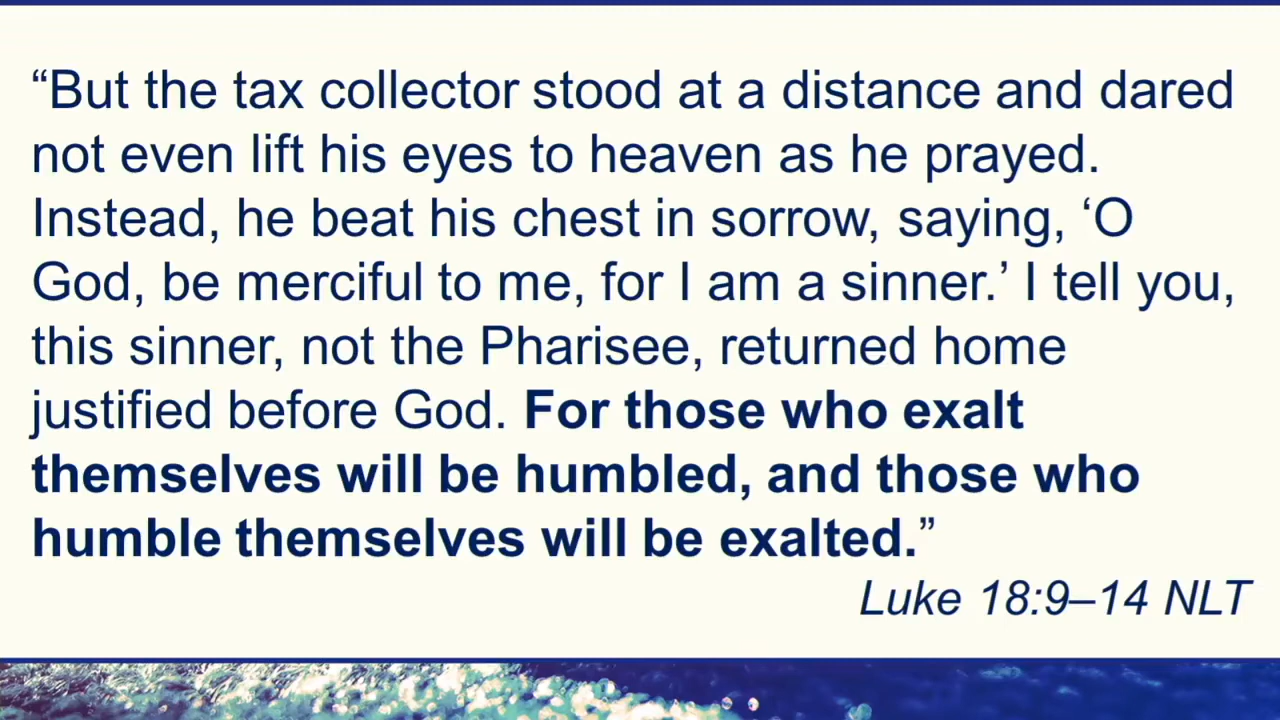 “But the tax collector stood at a distance and dared
not even lift his eyes to heaven as he prayed.
Instead, he beat his chest in sorrow, saying, ‘O
God, be merciful to me, for I am a sinner.’ I tell you,
this sinner, not the Pharisee, returned home
justified before God. For those who exalt
themselves will be humbled, and those who
humble themselves will be exalted.”
Luke 18:9–14 NLT